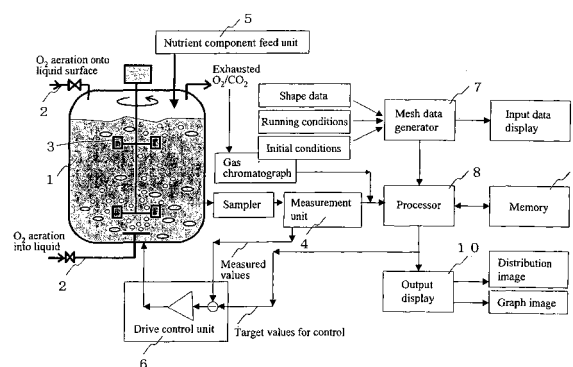 5
O₂ aeration onto
liquid surface
Nutrient component feed unit
2
Exhausted
O₂/CO₂
7
Shape data
Running conditions
Initial conditions
Mesh data
generator
Input data
display
3
1
Gas
chromatograph
8
Sampler
Measurement
unit
Processor
Memory
O₂ aeration
into liquid
2
4
Measured
values
10
Output
display
Distribution
image
Graph image
Drive control unit
Target values for control
6